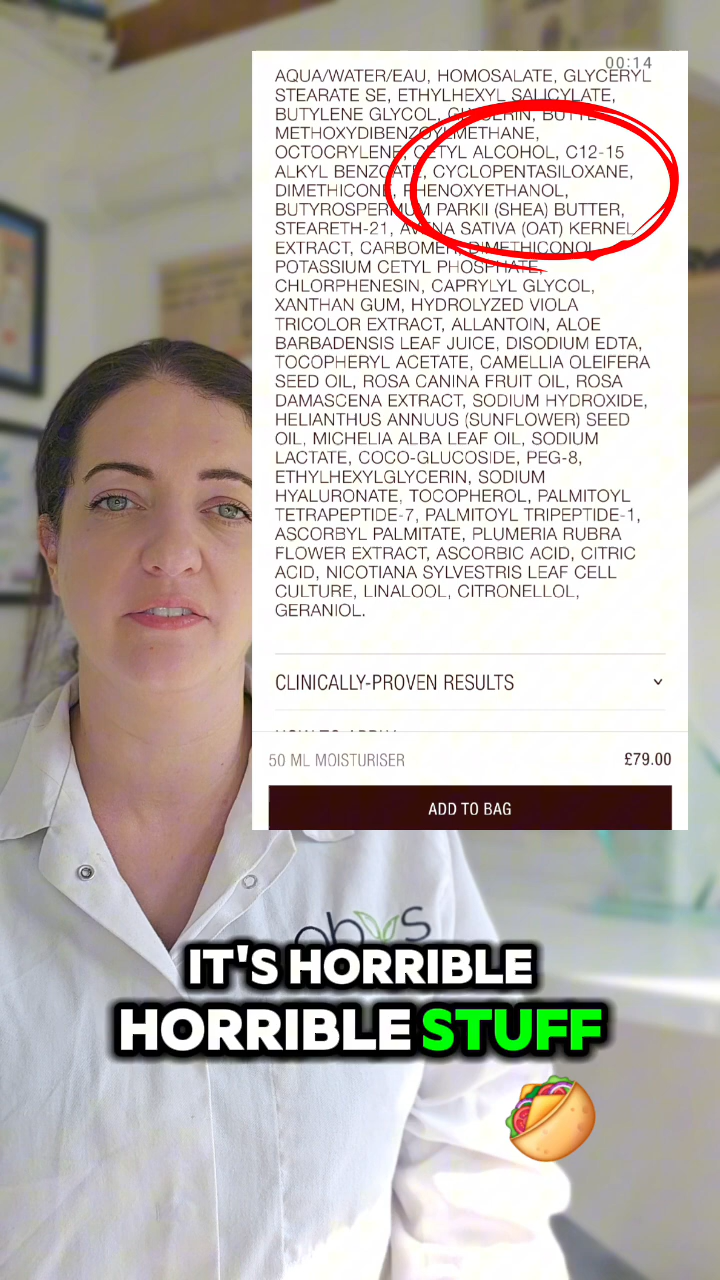 00:14
AQUA/WATER/EAU, HOMOSALATE, GLYCERYL
STEARATE SE, ETHYLHEXYL SALICYLATE,
BUTYLENE GLYCOL, GLYCERIN, BUTYL
METHOXYDIBENZOYLMETHANE,
OCTOCRYLENE, CETYL ALCOHOL, C12-15
ALKYL BENZOATE, CYCLOPENTASILOXANE,
DIMETHICONE, PHENOXYETHANOL,
BUTYROSPERMUM PARKII (SHEA) BUTTER,
STEARETH-21, AVENA SATIVA (OAT) KERNEL
EXTRACT, CARBOMER, DIMETHICONOL,
POTASSIUM CETYL PHOSPHATE,
CHLORPHENESIN, CAPRYLYL GLYCOL,
XANTHAN GUM, HYDROLYZED VIOLA
TRICOLOR EXTRACT, ALLANTOIN, ALOE
BARBADENSIS LEAF JUICE, DISODIUM EDTA,
TOCOPHERYL ACETATE, CAMELLIA OLEIFERA
SEED OIL, ROSA CANINA FRUIT OIL, ROSA
DAMASCENA EXTRACT, SODIUM HYDROXIDE,
HELIANTHUS ANNUUS (SUNFLOWER) SEED
OIL, MICHELIA ALBA LEAF OIL, SODIUM
LACTATE, COCO-GLUCOSIDE, PEG-8,
ETHYLHEXYLGLYCERIN, SODIUM
HYALURONATE, TOCOPHEROL, PALMITOYL
TETRAPEPTIDE-7, PALMITOYL TRIPEPTIDE-1,
ASCORBYL PALMITATE, PLUMERIA RUBRA
FLOWER EXTRACT, ASCORBIC ACID, CITRIC
ACID, NICOTIANA SYLVESTRIS LEAF CELL
CULTURE, LINALOOL, CITRONELLOL,
GERANIOL.
CLINICALLY-PROVEN RESULTS
50 ML MOISTURISER £79.00
ADD TO BAG
IT'S HORRIBLE
HORRIBLE STUFF